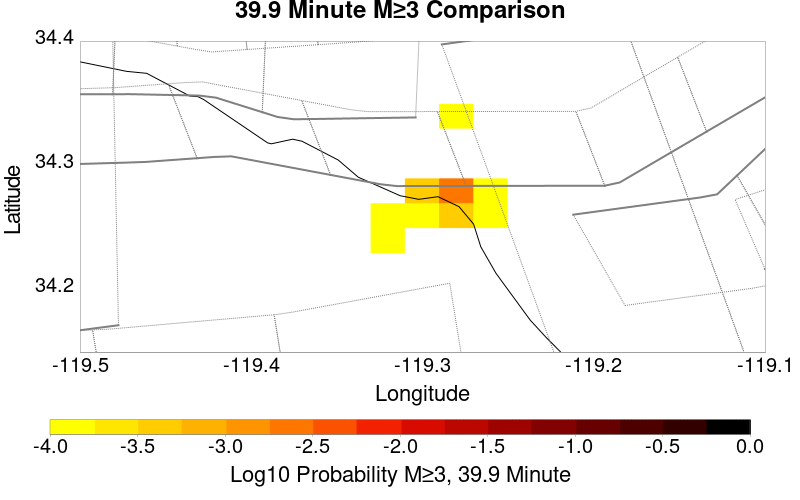 39.9 Minute M≥3 Comparison
34.4
34.3
34.2
Latitude
-119.5 -119.4 -119.3 -119.2 -119.1
Longitude
-4.0 -3.5 -3.0 -2.5 -2.0 -1.5 -1.0 -0.5 0.0
Log10 Probability M≥3, 39.9 Minute